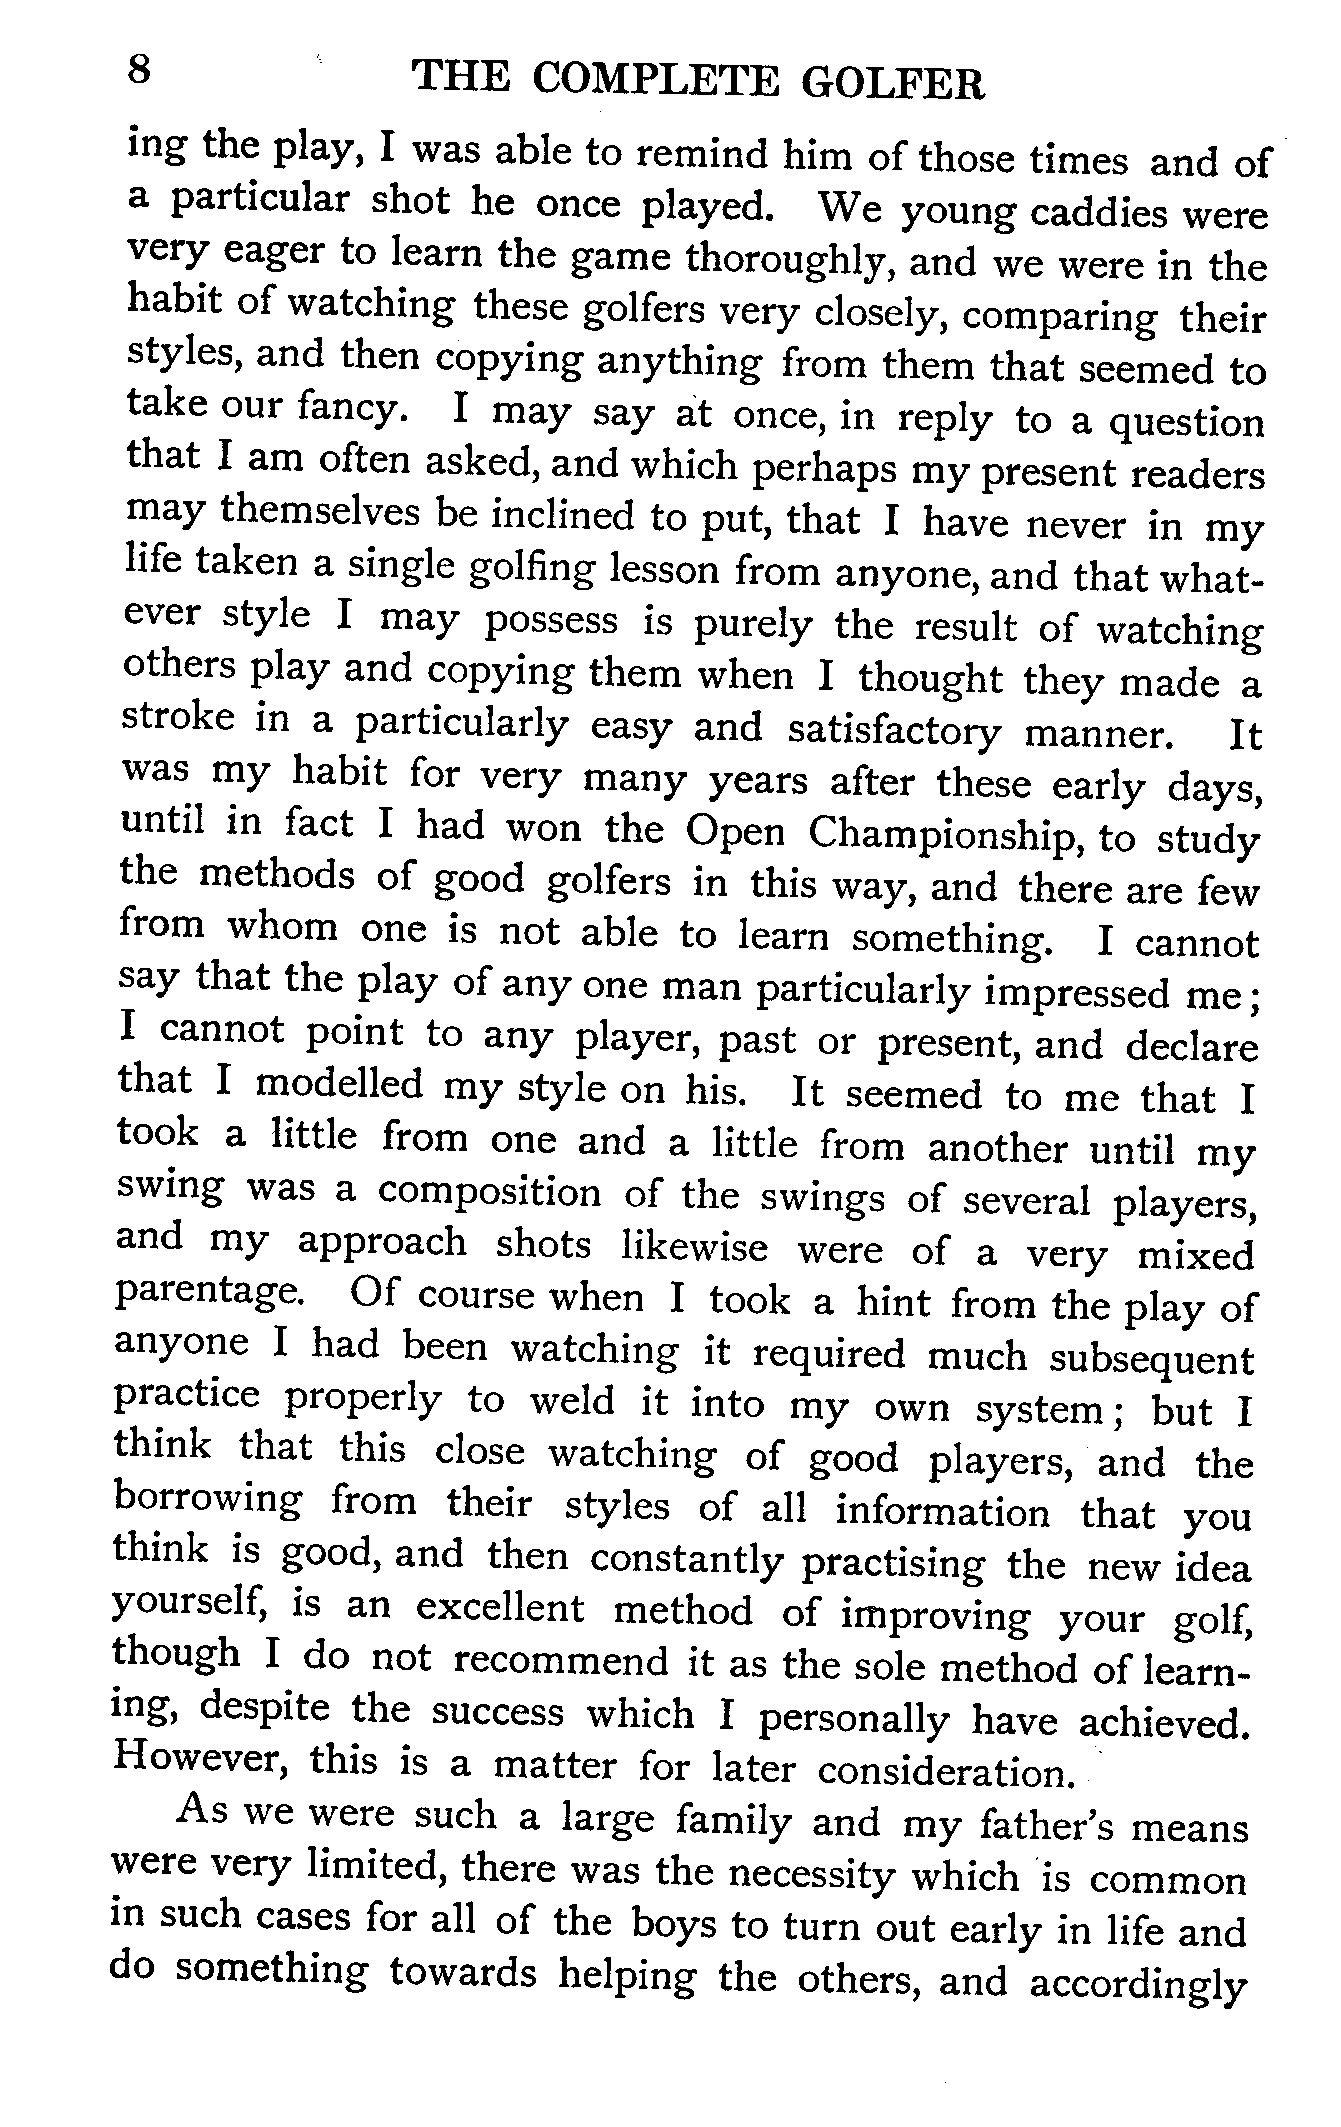 8 THE COMPLETE GOLFER
ing the play, I was able to remind him of those times and of
a particular shot he once played. We young caddies were
very eager to learn the game thoroughly, and we were in the
habit of watching these golfers very closely, comparing their
styles, and then copying anything from them that seemed to
take our fancy. I may say at once, in reply to a question
that I am often asked, and which perhaps my present readers
may themselves be inclined to put, that I have never in my
life taken a single golfing lesson from anyone, and that what-
ever style I may possess is purely the result of watching
others play and copying them when I thought they made a
stroke in a particularly easy and satisfactory manner. It
was my habit for very many years after these early days,
until in fact I had won the Open Championship, to study
the methods of good golfers in this way, and there are few
from whom one is not able to learn something. I cannot
say that the play of any one man particularly impressed me;
I cannot point to any player, past or present, and declare
that I modelled my style on his. It seemed to me that I
took a little from one and a little from another until my
swing was a composition of the swings of several players,
and my approach shots likewise were of a very mixed
parentage. Of course when I took a hint from the play of
anyone I had been watching it required much subsequent
practice properly to weld it into my own system; but I
think that this close watching of good players, and the
borrowing from their styles of all information that you
think is good, and then constantly practising the new idea
yourself, is an excellent method of improving your golf,
though I do not recommend it as the sole method of learn-
ing, despite the success which I personally have achieved.
However, this is a matter for later consideration.
As we were such a large family and my father's means
were very limited, there was the necessity which is common
in such cases for all of the boys to turn out early in life and
do something towards helping the others, and accordingly